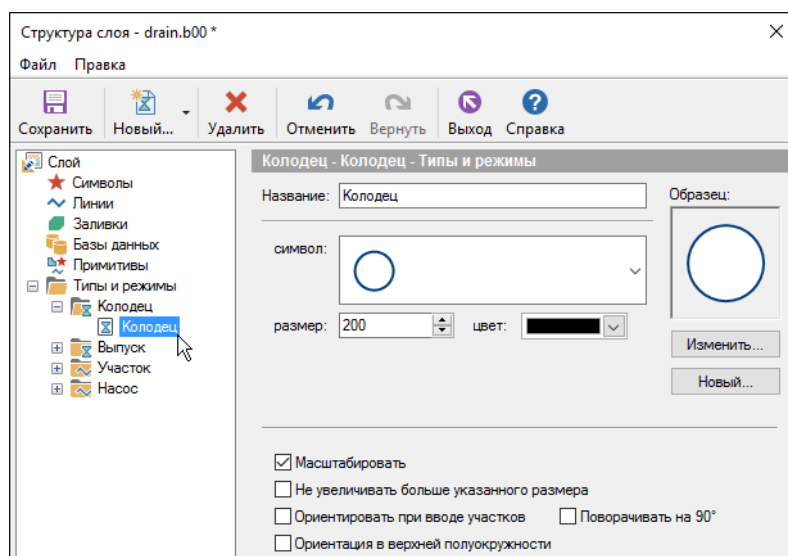 Структура слоя - drain.b00 *
Файл Правка
Сохранить Новый... Удалить Отменить Вернуть Выход Справка
Слой
Символы
Линии
Заливки
Базы данных
Примитивы
Типы и режимы
Колодец
Колодец
Выпуск
Участок
Насос
Колодец - Колодец - Типы и режимы
Название: Колодец
Образец:
символ:
размер: 200 цвет:
Изменить...
Новый...
Масштабировать
Не увеличивать больше указанного размера
Ориентировать при вводе участков Поворачивать на 90°
Ориентация в верхней полуокружности